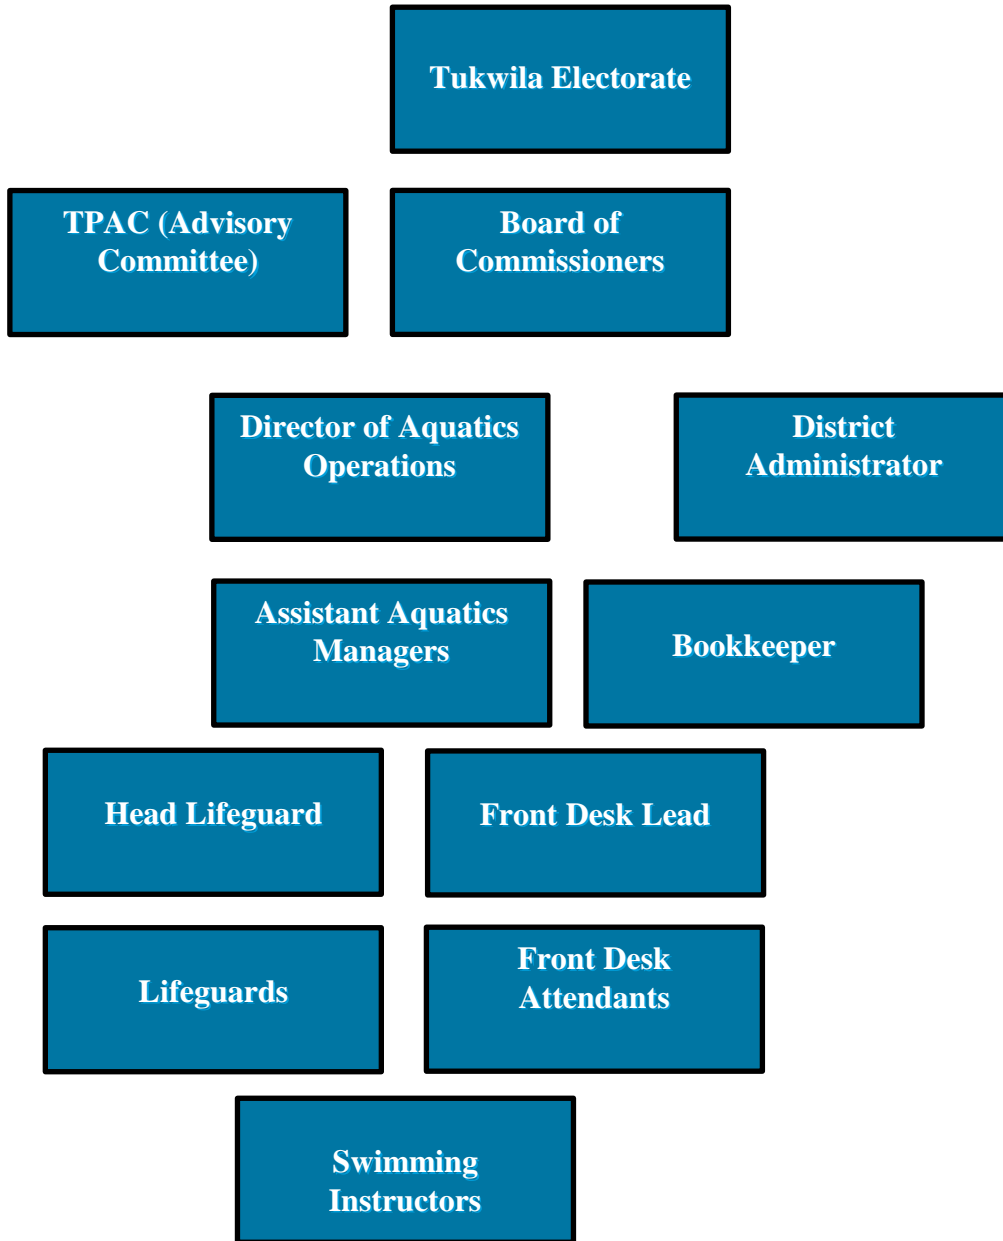 Tukwila Electorate
TPAC (Advisory
Committee)
Board of
Commissioners
Director of Aquatics
Operations
District
Administrator
Assistant Aquatics
Managers
Bookkeeper
Head Lifeguard
Front Desk Lead
Lifeguards
Front Desk
Attendants
Swimming
Instructors